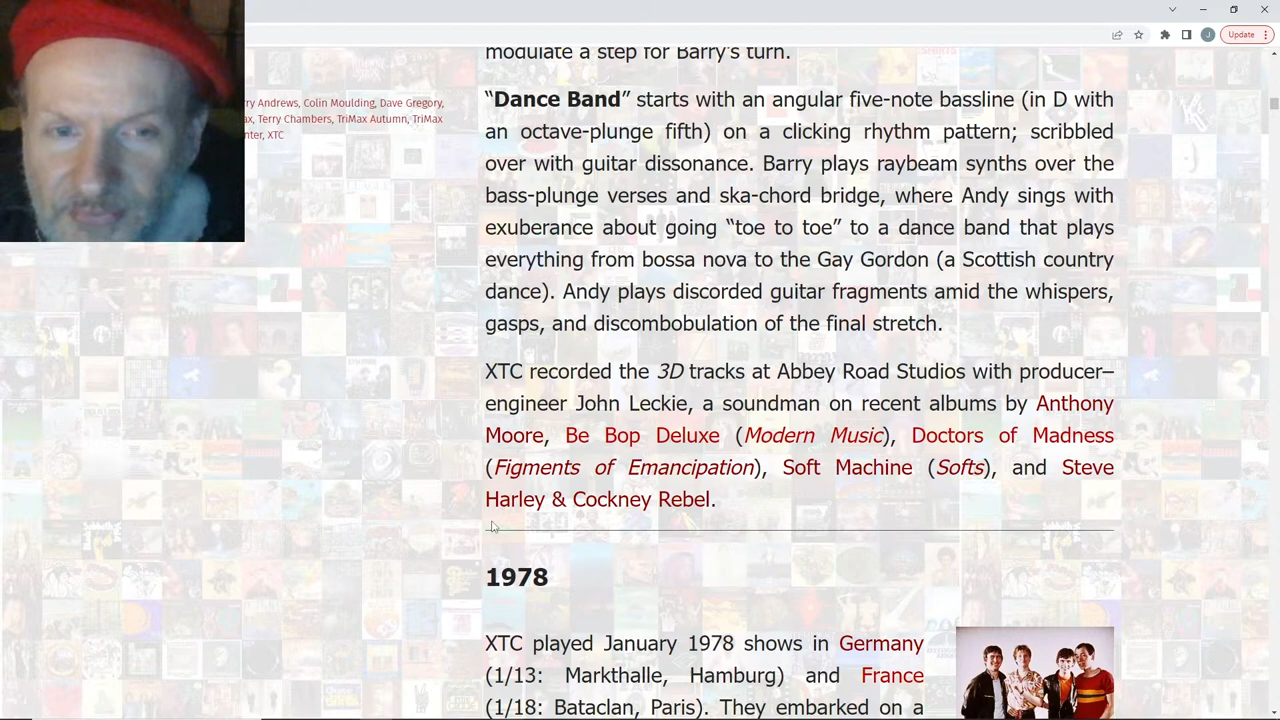 Update
modulate a step for Barry's turn.
ry Andrews, Colin Moulding, Dave Gregory,
ax, Terry Chambers, TriMax Autumn, TriMax
nter, XTC
“Dance Band” starts with an angular five-note bassline (in D with
an octave-plunge fifth) on a clicking rhythm pattern; scribbled
over with guitar dissonance. Barry plays raybeam synths over the
bass-plunge verses and ska-chord bridge, where Andy sings with
exuberance about going “toe to toe” to a dance band that plays
everything from bossa nova to the Gay Gordon (a Scottish country
dance). Andy plays discorded guitar fragments amid the whispers,
gasps, and discombobulation of the final stretch.
XTC recorded the 3D tracks at Abbey Road Studios with producer–
engineer John Leckie, a soundman on recent albums by Anthony
Moore, Be Bop Deluxe (Modern Music), Doctors of Madness
(Figments of Emancipation), Soft Machine (Softs), and Steve
Harley & Cockney Rebel.
1978
XTC played January 1978 shows in Germany
(1/13: Markthalle, Hamburg) and France
(1/18: Bataclan, Paris). They embarked on a